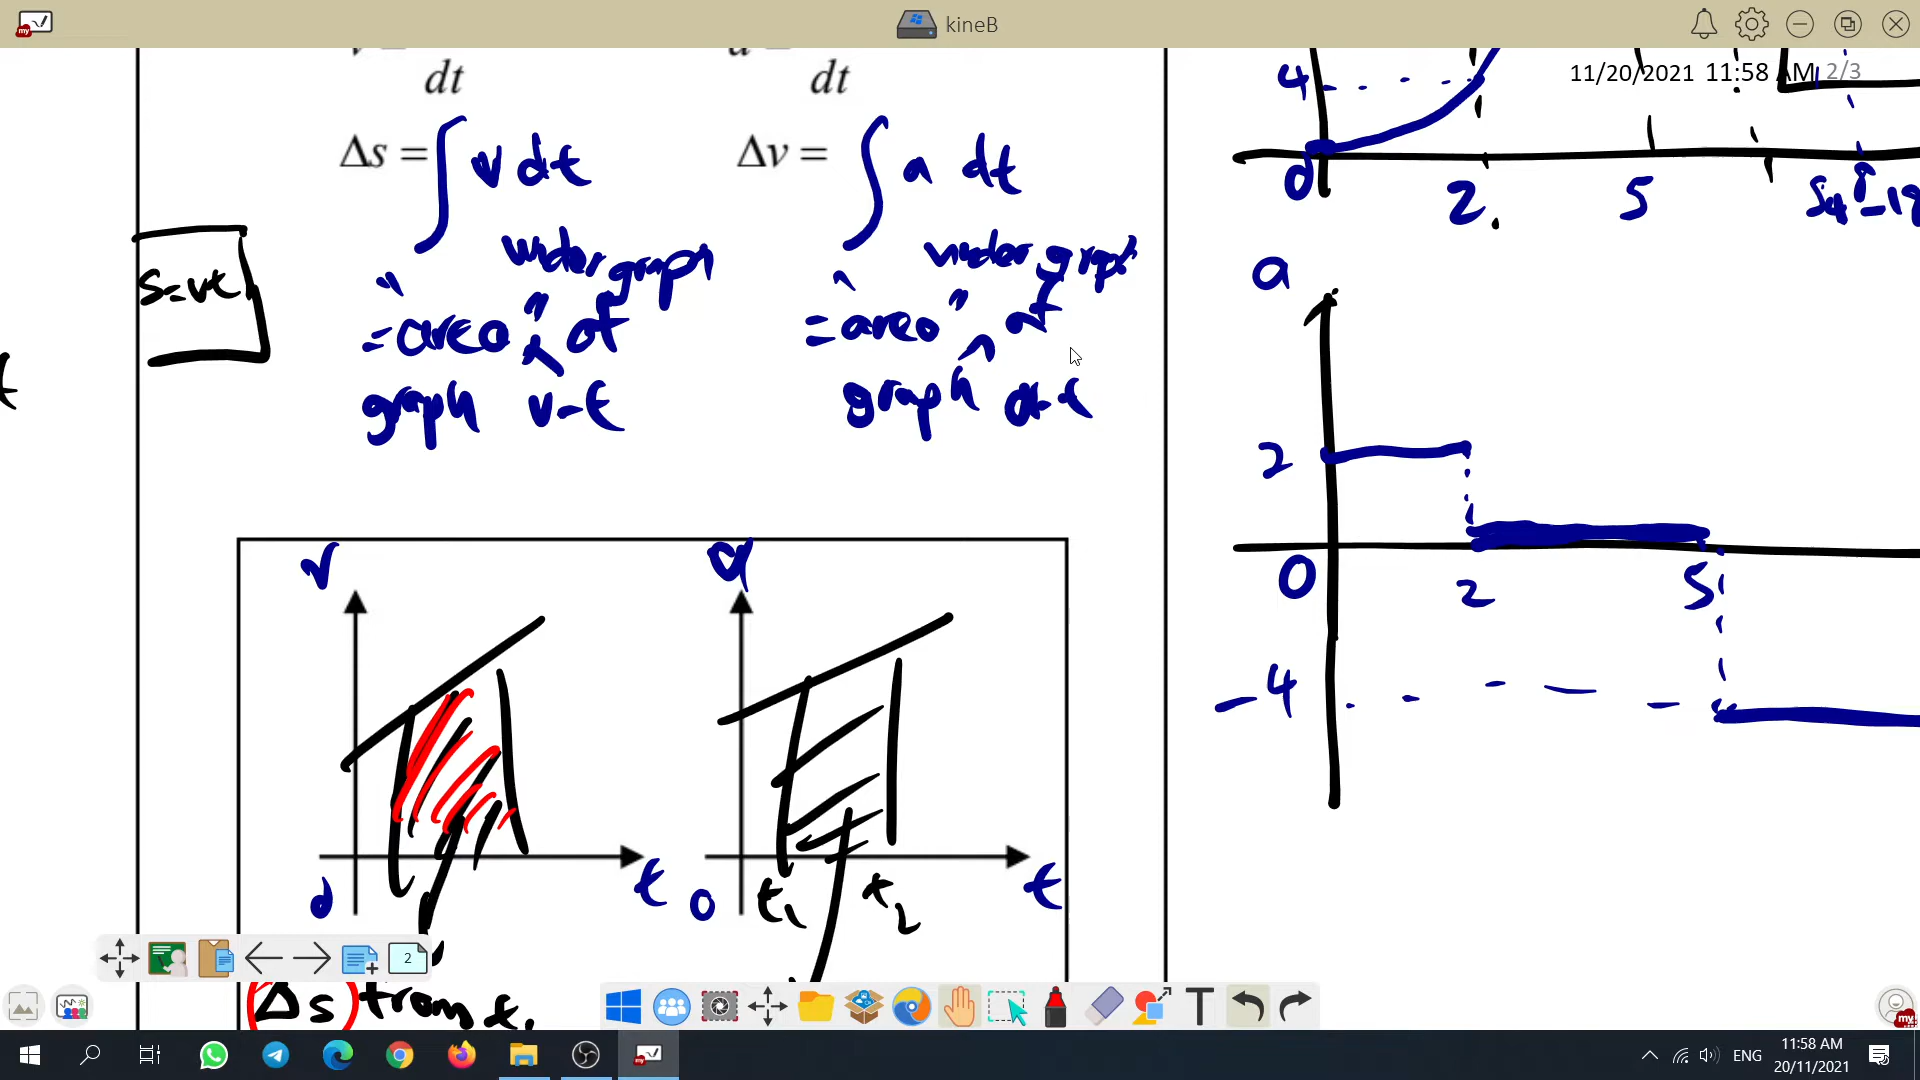 kineB
11/20/2021 11:58 AM 2/3
dt
dt
Δs = ∫ v dt
Δv = ∫ a dt
under graph
"
"
= area of
graph v-t
under graph
"
= area of
graph a-t
s = vt
t
4
0
2
5
a
2
0
2
5
-4
v
0
t
a
0
t₁
t₂
t
Δs from t₁
2
my
T
ENG
11:58 AM
20/11/2021